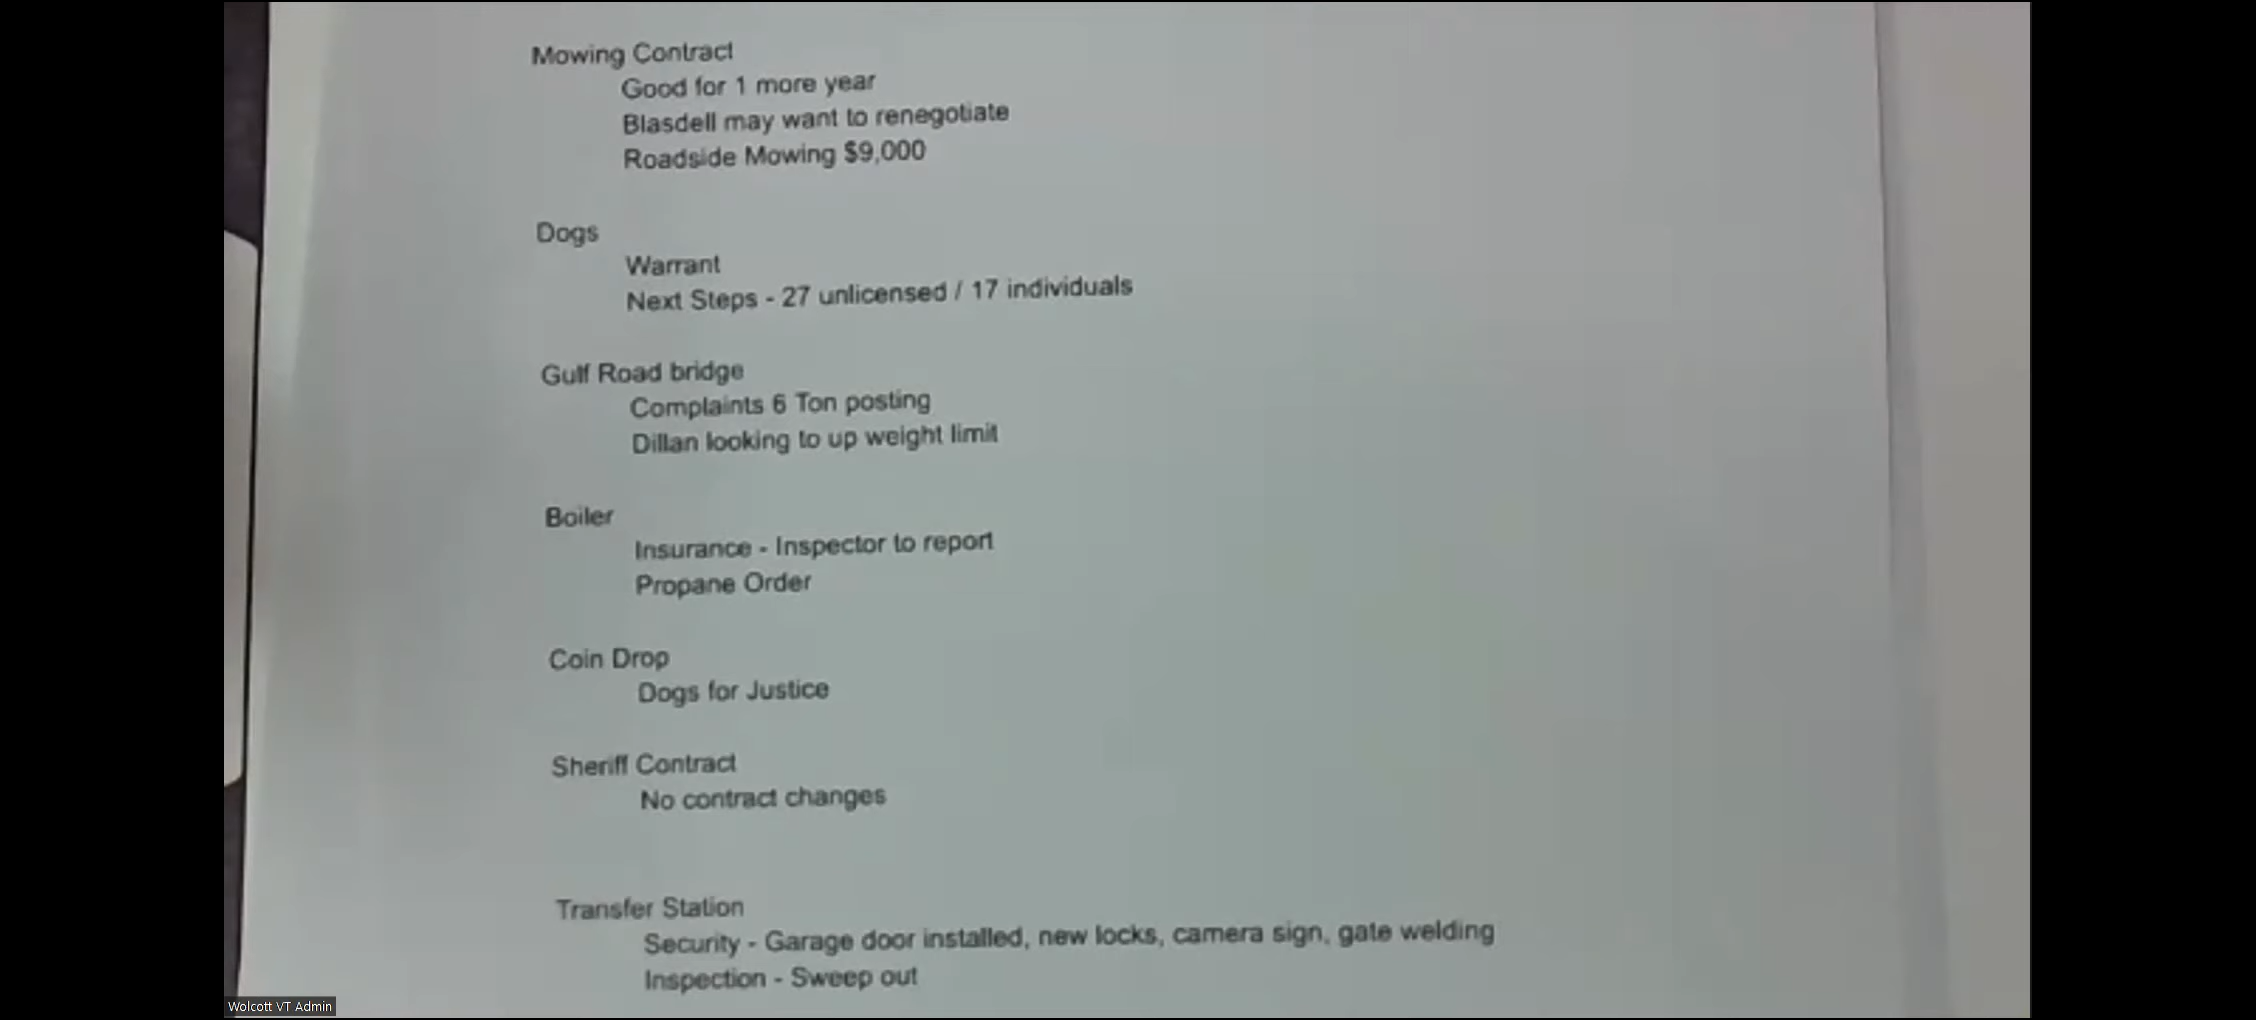 Mowing Contract
Good for 1 more year
Blasdell may want to renegotiate
Roadside Mowing $9,000
Dogs
Warrant
Next Steps - 27 unlicensed / 17 individuals
Gulf Road bridge
Complaints 6 Ton posting
Dillan looking to up weight limit
Boiler
Insurance - Inspector to report
Propane Order
Coin Drop
Dogs for Justice
Sheriff Contract
No contract changes
Transfer Station
Security - Garage door installed, new locks, camera sign, gate welding
Inspection - Sweep out
Wolcott VT Admin